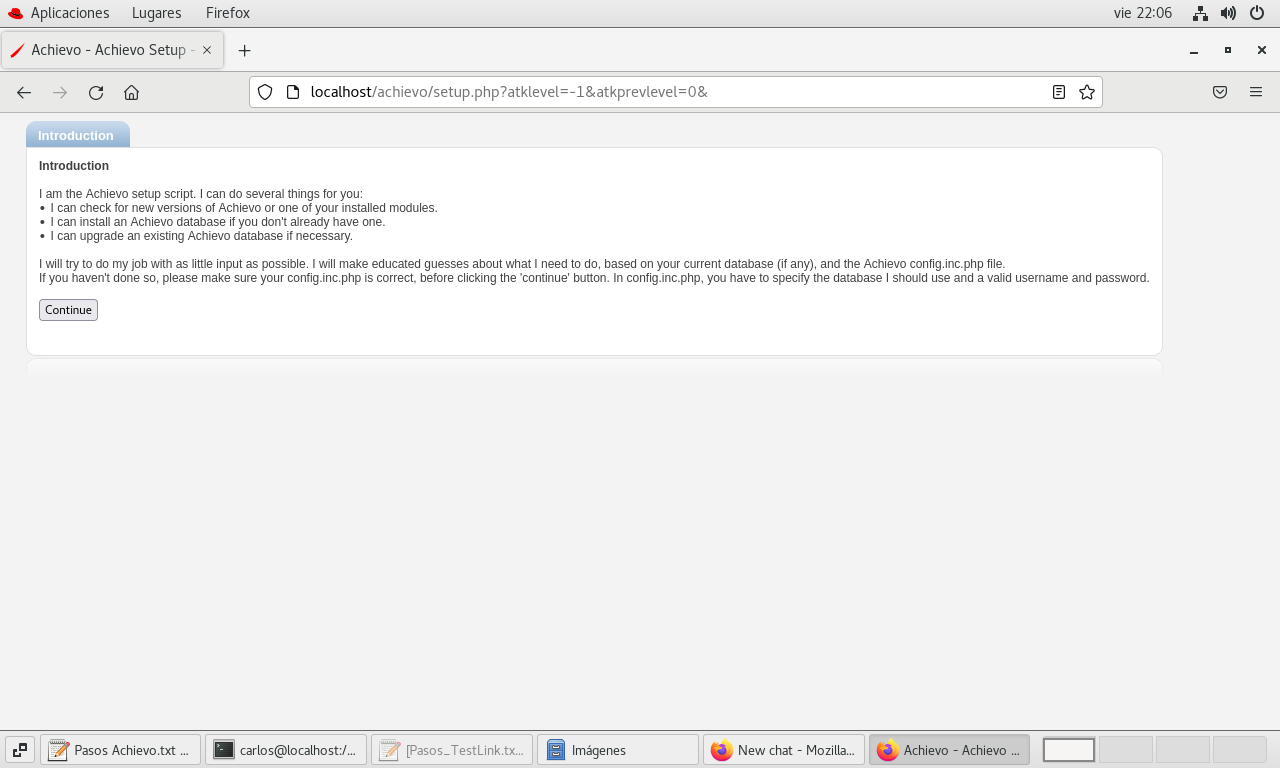 Aplicaciones Lugares Firefox vie 22:06
Achievo - Achievo Setup -
localhost/achievo/setup.php?atklevel=-1&atkprevlevel=0&
Introduction
Introduction
I am the Achievo setup script. I can do several things for you:
• I can check for new versions of Achievo or one of your installed modules.
• I can install an Achievo database if you don't already have one.
• I can upgrade an existing Achievo database if necessary.
I will try to do my job with as little input as possible. I will make educated guesses about what I need to do, based on your current database (if any), and the Achievo config.inc.php file.
If you haven't done so, please make sure your config.inc.php is correct, before clicking the 'continue' button. In config.inc.php, you have to specify the database I should use and a valid username and password.
Continue
Pasos Achievo.txt ... carlos@localhost:/... [Pasos_TestLink.tx... Imágenes New chat - Mozilla... Achievo - Achievo ...